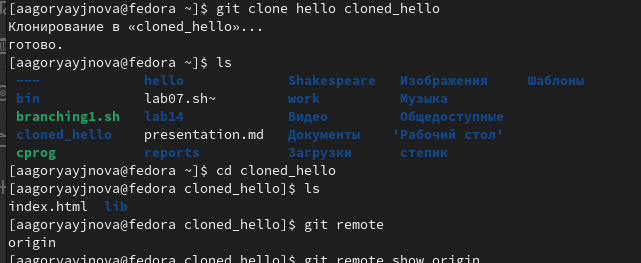 [aagoryayjnova@fedora ~]$ git clone hello cloned_hello
Клонирование в «cloned_hello»...
готово.
[aagoryayjnova@fedora ~]$ ls
--- hello Shakespeare Изображения Шаблоны
bin lab07.sh~ work Музыка
branching1.sh lab14 Видео Общедоступные
cloned_hello presentation.md Документы 'Рабочий стол'
cprog reports Загрузки степик
[aagoryayjnova@fedora ~]$ cd cloned_hello
[aagoryayjnova@fedora cloned_hello]$ ls
index.html lib
[aagoryayjnova@fedora cloned_hello]$ git remote
origin
[aagoryayjnova@fedora cloned_hello]$ git remote show origin